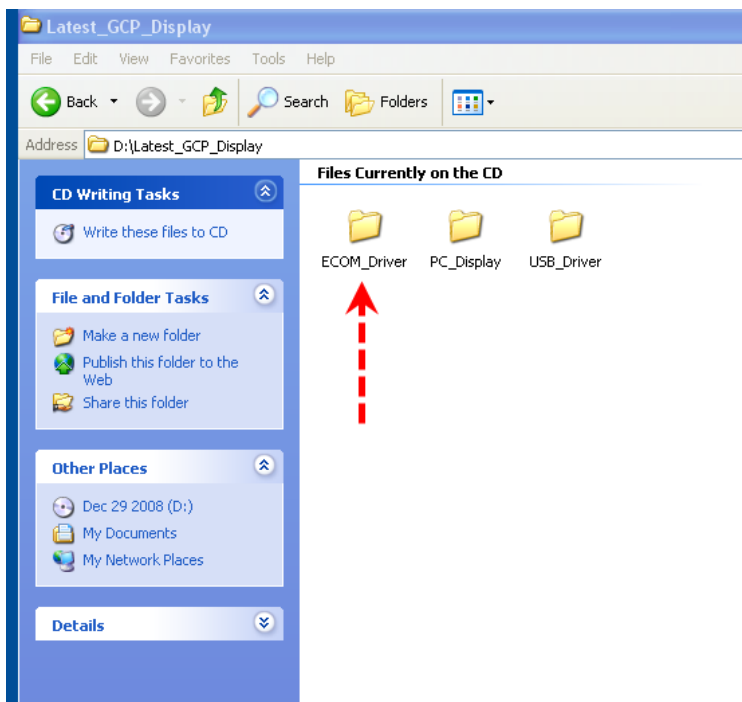 Latest_GCP_Display
File Edit View Favorites Tools Help
Back Search Folders
Address D:\Latest_GCP_Display
CD Writing Tasks
Write these files to CD
File and Folder Tasks
Make a new folder
Publish this folder to the
Web
Share this folder
Other Places
Dec 29 2008 (D:)
My Documents
My Network Places
Details
Files Currently on the CD
ECOM_Driver PC_Display USB_Driver